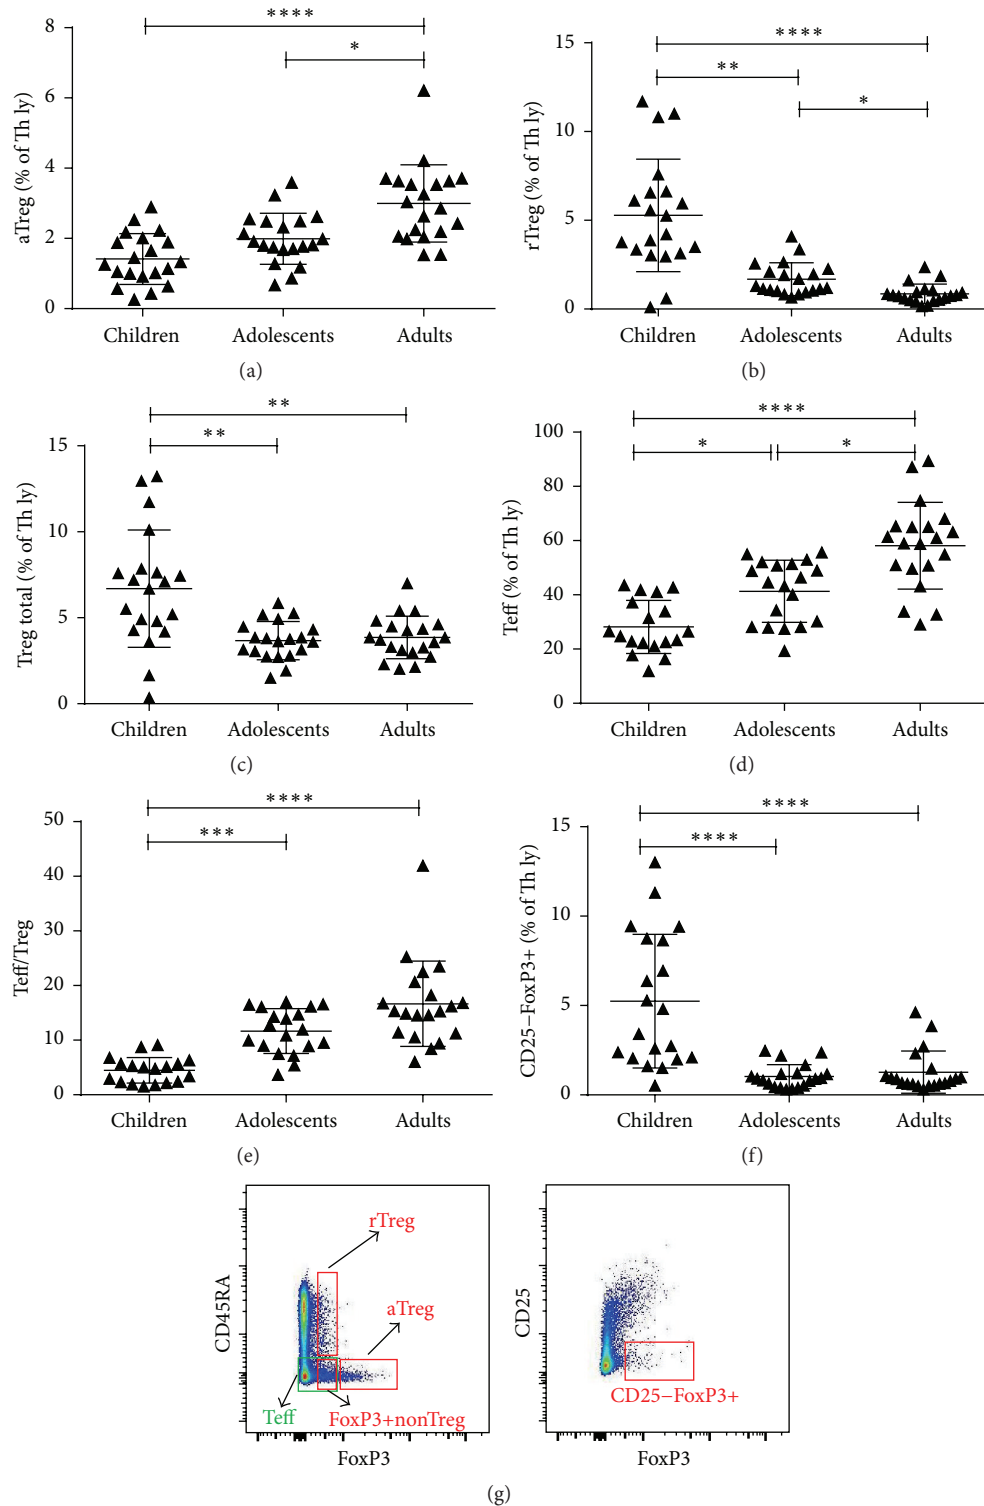 ****
*
8
6
4
2
0
aTreg (% of Th ly)
Children Adolescents Adults
(a)
****
**
*
15
10
5
0
rTreg (% of Th ly)
Children Adolescents Adults
(b)
**
**
15
10
5
0
Treg total (% of Th ly)
Children Adolescents Adults
(c)
****
* *
100
80
60
40
20
0
Teff (% of Th ly)
Children Adolescents Adults
(d)
****
***
50
40
30
20
10
0
Teff/Treg
Children Adolescents Adults
(e)
****
****
15
10
5
0
CD25−FoxP3+ (% of Th ly)
Children Adolescents Adults
(f)
rTreg
aTreg
CD45RA
Teff
FoxP3+nonTreg
FoxP3
CD25
CD25−FoxP3+
FoxP3
(g)